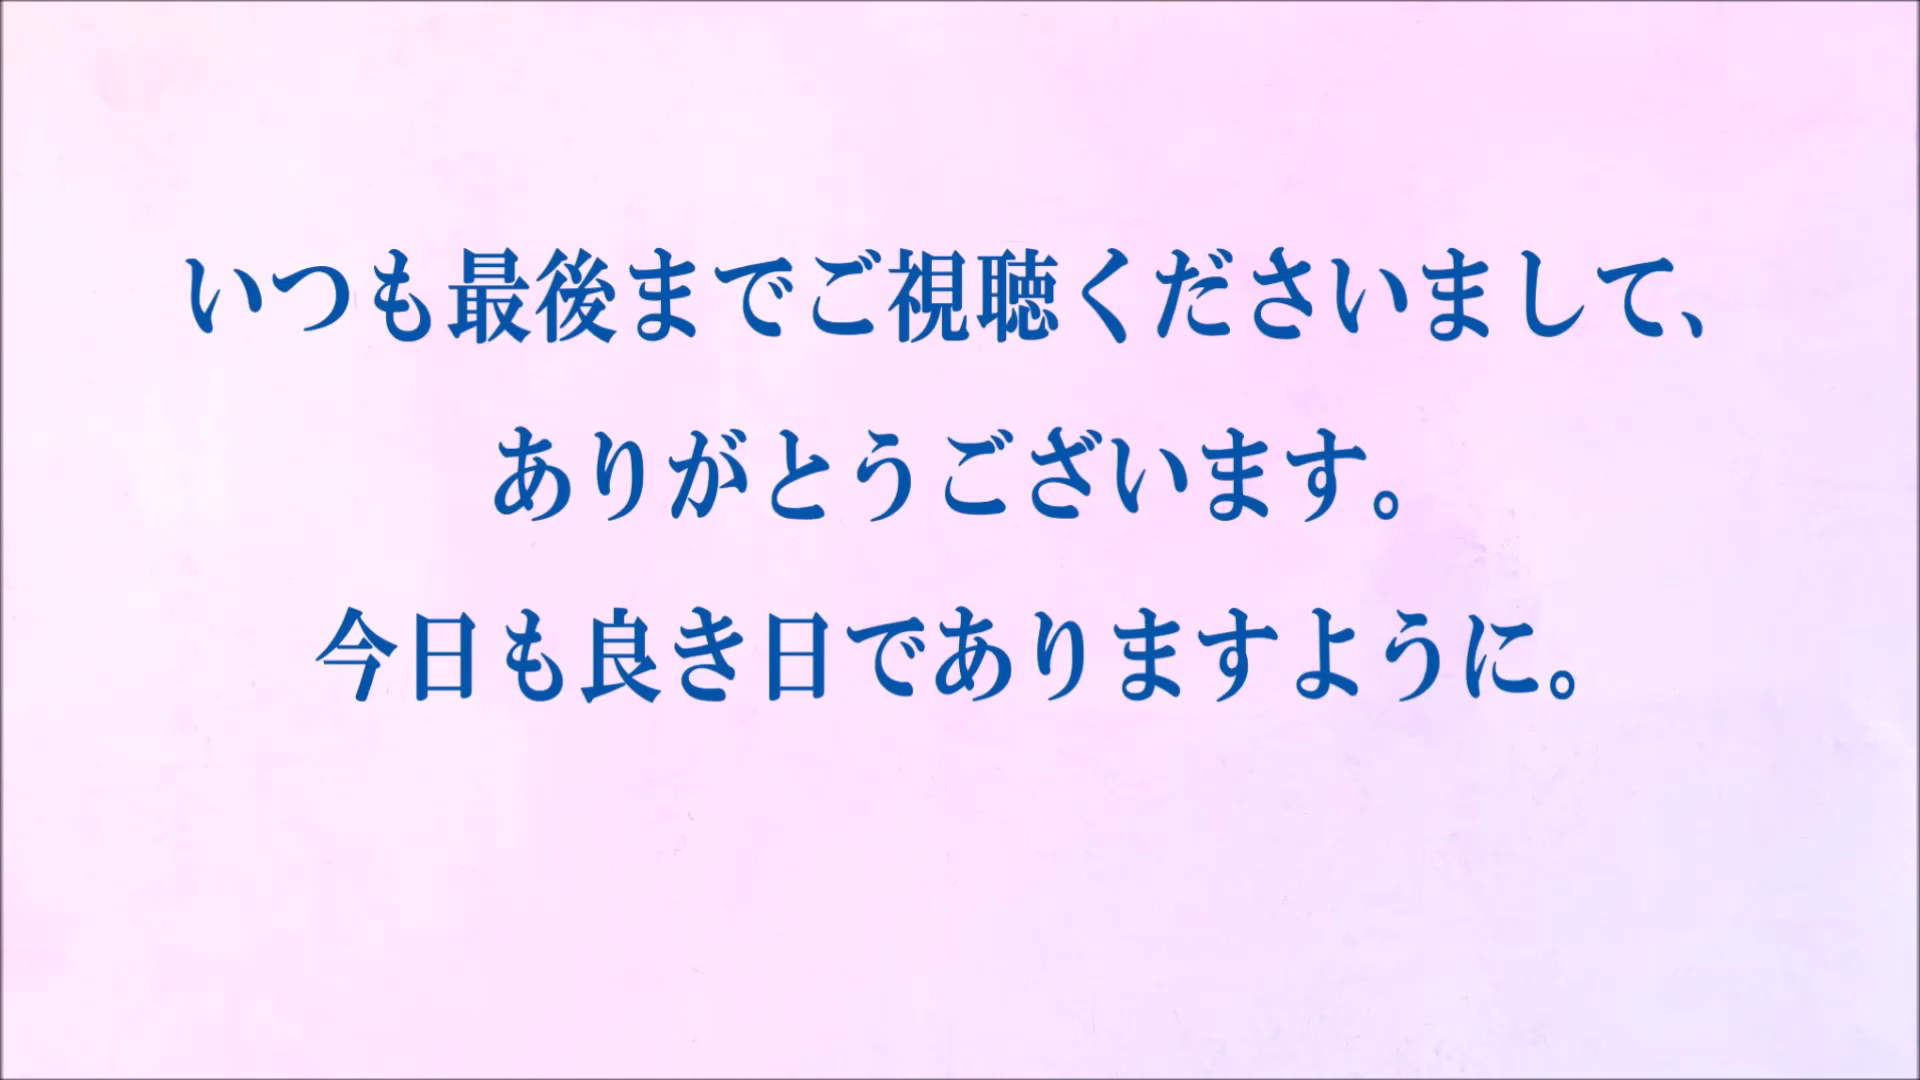 いつも最後までご視聴くださいまして、
ありがとうございます。
今日も良き日でありますように。